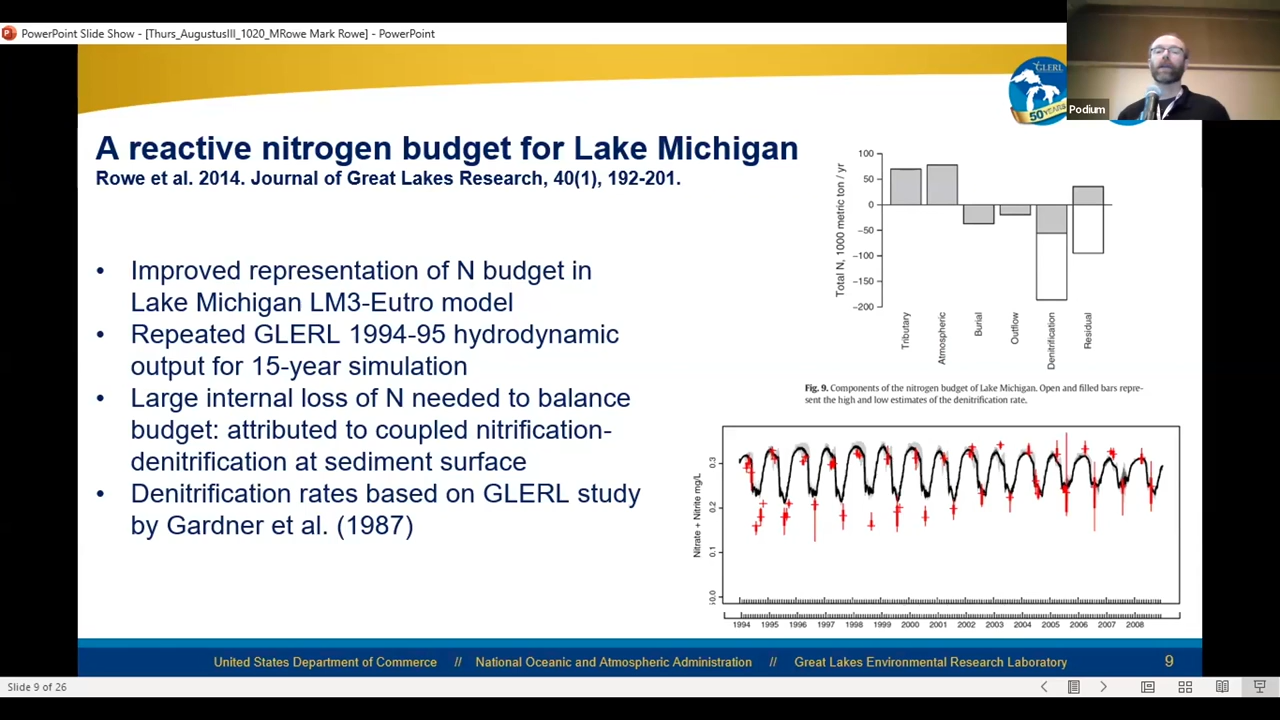 PowerPoint Slide Show - [Thurs_AugustusIII_1020_MRowe Mark Rowe] - PowerPoint
GLERL
50 YEARS
Podium
A reactive nitrogen budget for Lake Michigan
Rowe et al. 2014. Journal of Great Lakes Research, 40(1), 192-201.
• Improved representation of N budget in
Lake Michigan LM3-Eutro model
• Repeated GLERL 1994-95 hydrodynamic
output for 15-year simulation
• Large internal loss of N needed to balance
budget: attributed to coupled nitrification-
denitrification at sediment surface
• Denitrification rates based on GLERL study
by Gardner et al. (1987)
Total N, 1000 metric ton / yr
100
50
0
−50
−100
−150
−200
Tributary
Atmospheric
Burial
Outflow
Denitrification
Residual
Fig. 9. Components of the nitrogen budget of Lake Michigan. Open and filled bars repre-
sent the high and low estimates of the denitrification rate.
Nitrate + Nitrite mg/L
0.3
0.2
0.1
1994 1995 1996 1997 1998 1999 2000 2001 2002 2003 2004 2005 2006 2007 2008
United States Department of Commerce // National Oceanic and Atmospheric Administration // Great Lakes Environmental Research Laboratory 9
Slide 9 of 26